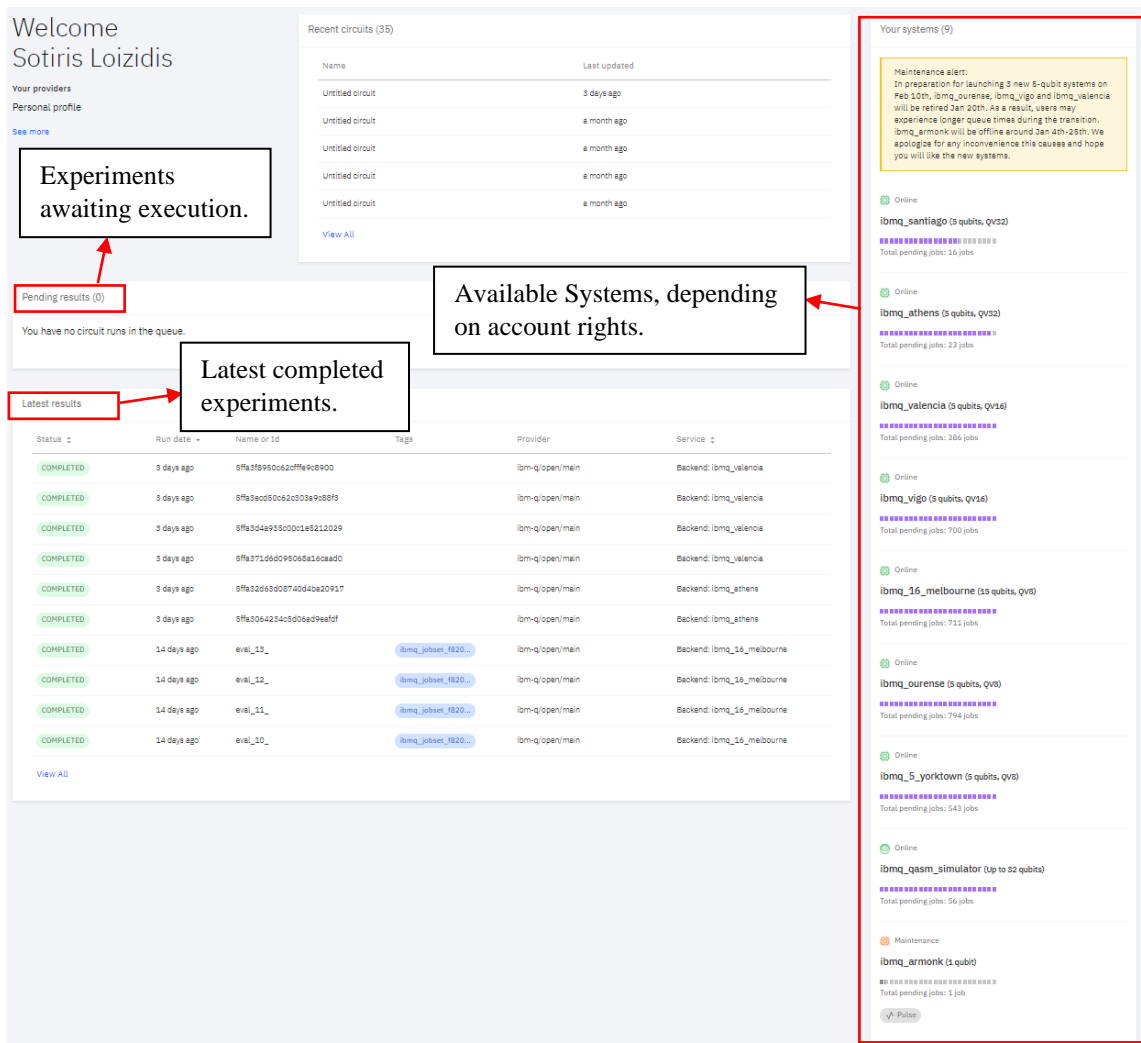 Welcome
Sotiris Loizidis
Your providers
Personal profile
See more
Experiments
awaiting execution.
Recent circuits (35)
Name Last updated
Untitled circuit 3 days ago
Untitled circuit a month ago
Untitled circuit a month ago
Untitled circuit a month ago
Untitled circuit a month ago
View All
Pending results (0)
You have no circuit runs in the queue.
Available Systems, depending
on account rights.
Latest completed
experiments.
Latest results
Status Run date Name or Id Tags Provider Service
COMPLETED 3 days ago 5ffa3f8950c62cfffe9c8900 ibm-q/open/main Backend: ibmq_valencia
COMPLETED 3 days ago 5ffa3ecd50c62c303a9c88f3 ibm-q/open/main Backend: ibmq_valencia
COMPLETED 3 days ago 5ffa3d4a935c00c1e5212029 ibm-q/open/main Backend: ibmq_valencia
COMPLETED 3 days ago 5ffa371d6d095068a16caad0 ibm-q/open/main Backend: ibmq_valencia
COMPLETED 3 days ago 5ffa32d63d08740d4ba20917 ibm-q/open/main Backend: ibmq_athens
COMPLETED 3 days ago 5ffa3064234c5d06ad9eafdf ibm-q/open/main Backend: ibmq_athens
COMPLETED 14 days ago eval_13_ ibmq_jobset_f820... ibm-q/open/main Backend: ibmq_16_melbourne
COMPLETED 14 days ago eval_12_ ibmq_jobset_f820... ibm-q/open/main Backend: ibmq_16_melbourne
COMPLETED 14 days ago eval_11_ ibmq_jobset_f820... ibm-q/open/main Backend: ibmq_16_melbourne
COMPLETED 14 days ago eval_10_ ibmq_jobset_f820... ibm-q/open/main Backend: ibmq_16_melbourne
View All
Your systems (9)
Maintenance alert:
In preparation for launching 3 new 5-qubit systems on
Feb 10th, ibmq_ourense, ibmq_vigo and ibmq_valencia
will be retired Jan 20th. As a result, users may
experience longer queue times during the transition.
ibmq_armonk will be offline around Jan 4th-25th. We
apologize for any inconvenience this causes and hope
you will like the new systems.
Online
ibmq_santiago (5 qubits, QV32)
Total pending jobs: 16 jobs
Online
ibmq_athens (5 qubits, QV32)
Total pending jobs: 23 jobs
Online
ibmq_valencia (5 qubits, QV16)
Total pending jobs: 386 jobs
Online
ibmq_vigo (5 qubits, QV16)
Total pending jobs: 700 jobs
Online
ibmq_16_melbourne (15 qubits, QV8)
Total pending jobs: 711 jobs
Online
ibmq_ourense (5 qubits, QV8)
Total pending jobs: 794 jobs
Online
ibmq_5_yorktown (5 qubits, QV8)
Total pending jobs: 543 jobs
Online
ibmq_qasm_simulator (Up to 32 qubits)
Total pending jobs: 56 jobs
Maintenance
ibmq_armonk (1 qubit)
Total pending jobs: 1 job
Pulse